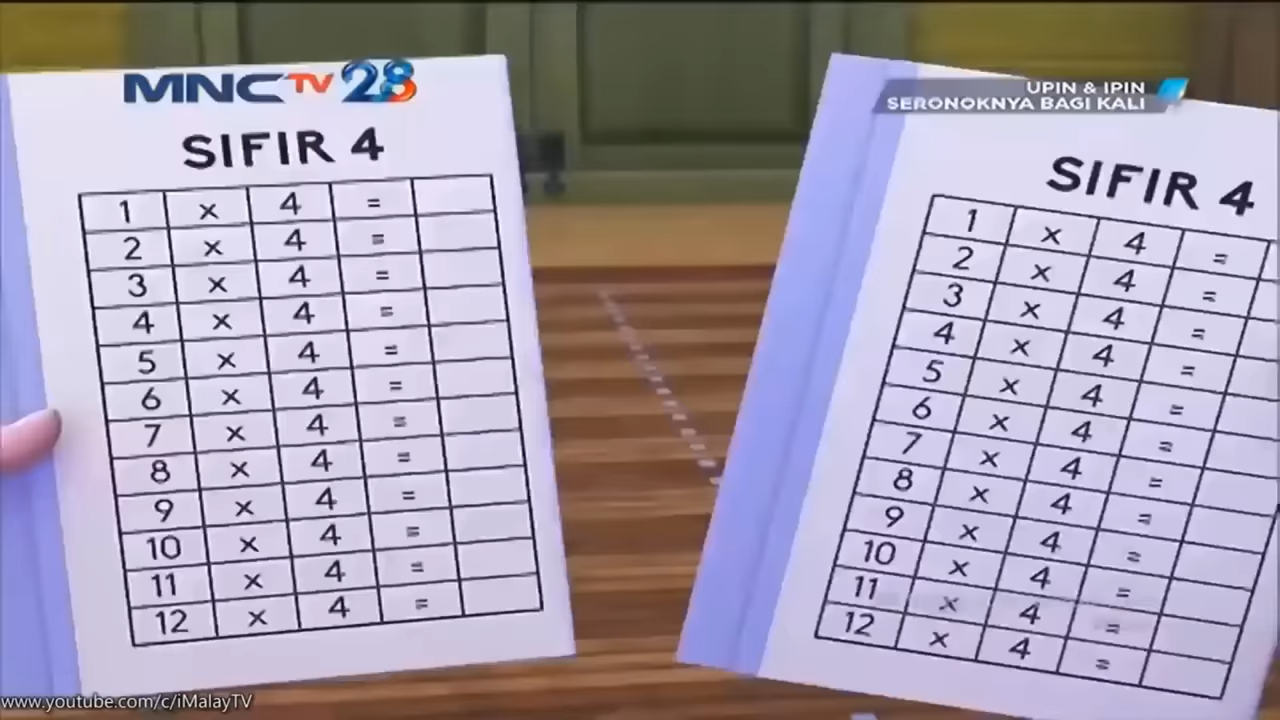 MNCTV 28
UPIN & IPIN
SERONOKNYA BAGI KALI
SIFIR 4
1 x 4 =
2 x 4 =
3 x 4 =
4 x 4 =
5 x 4 =
6 x 4 =
7 x 4 =
8 x 4 =
9 x 4 =
10 x 4 =
11 x 4 =
12 x 4 =
SIFIR 4
1 x 4 =
2 x 4 =
3 x 4 =
4 x 4 =
5 x 4 =
6 x 4 =
7 x 4 =
8 x 4 =
9 x 4 =
10 x 4 =
11 x 4 =
12 x 4 =
www.youtube.com/c/iMalayTV